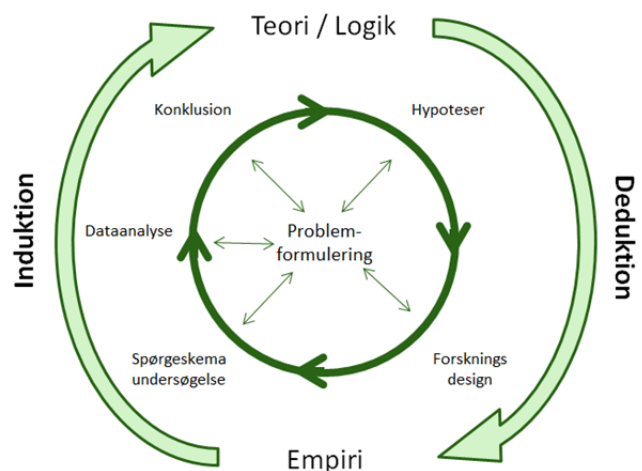 Teori / Logik
Konklusion
Hypoteser
Induktion
Dataanalyse
Problem-
formulering
Deduktion
Spørgeskema
undersøgelse
Forsknings
design
Empiri